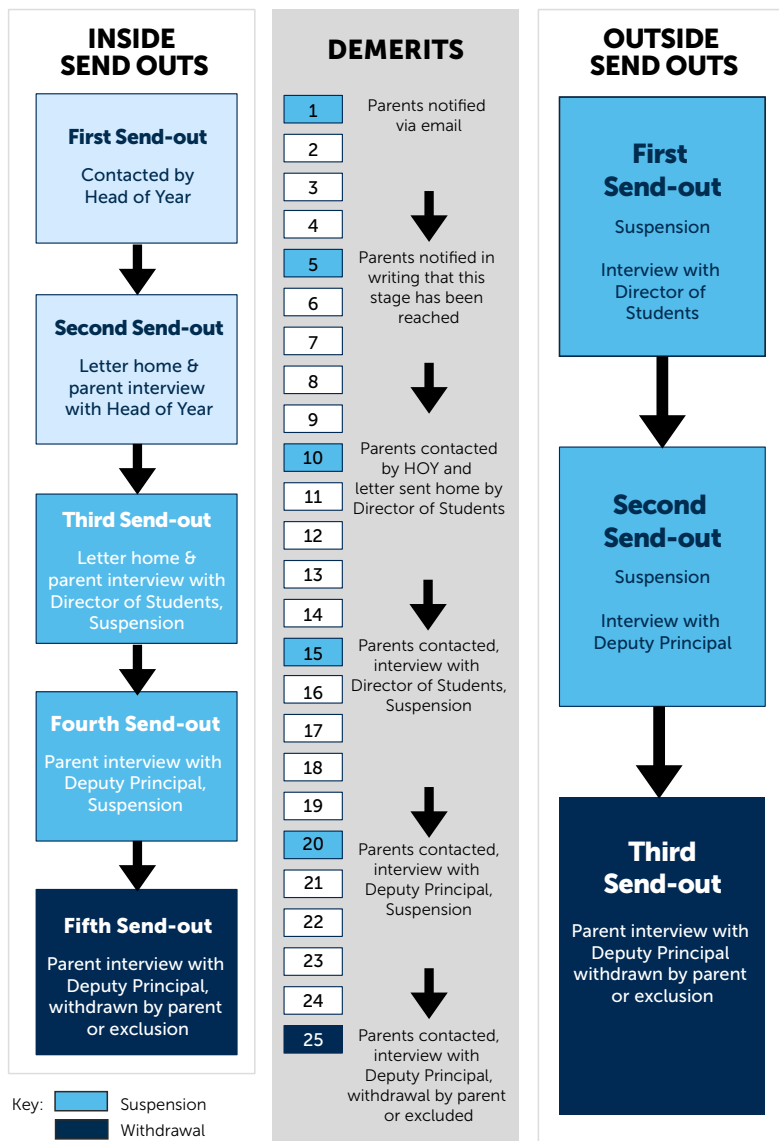 INSIDE
SEND OUTS
First Send-out
Contacted by
Head of Year
Second Send-out
Letter home &
parent interview
with Head of Year
Third Send-out
Letter home &
parent interview with
Director of Students,
Suspension
Fourth Send-out
Parent interview with
Deputy Principal,
Suspension
Fifth Send-out
Parent interview with
Deputy Principal,
withdrawn by parent
or exclusion
DEMERITS
1
2
3
4
5
6
7
8
9
10
11
12
13
14
15
16
17
18
19
20
21
22
23
24
25
Parents notified
via email
Parents notified in
writing that this
stage has been
reached
Parents contacted
by HOY and
letter sent home by
Director of Students
Parents contacted,
interview with
Director of Students,
Suspension
Parents contacted,
interview with
Deputy Principal,
Suspension
Parents contacted,
interview with
Deputy Principal,
withdrawal by parent
or excluded
OUTSIDE
SEND OUTS
First
Send-out
Suspension
Interview with
Director of
Students
Second
Send-out
Suspension
Interview with
Deputy Principal
Third
Send-out
Parent interview with
Deputy Principal
withdrawn by parent
or exclusion
Key:
Suspension
Withdrawal